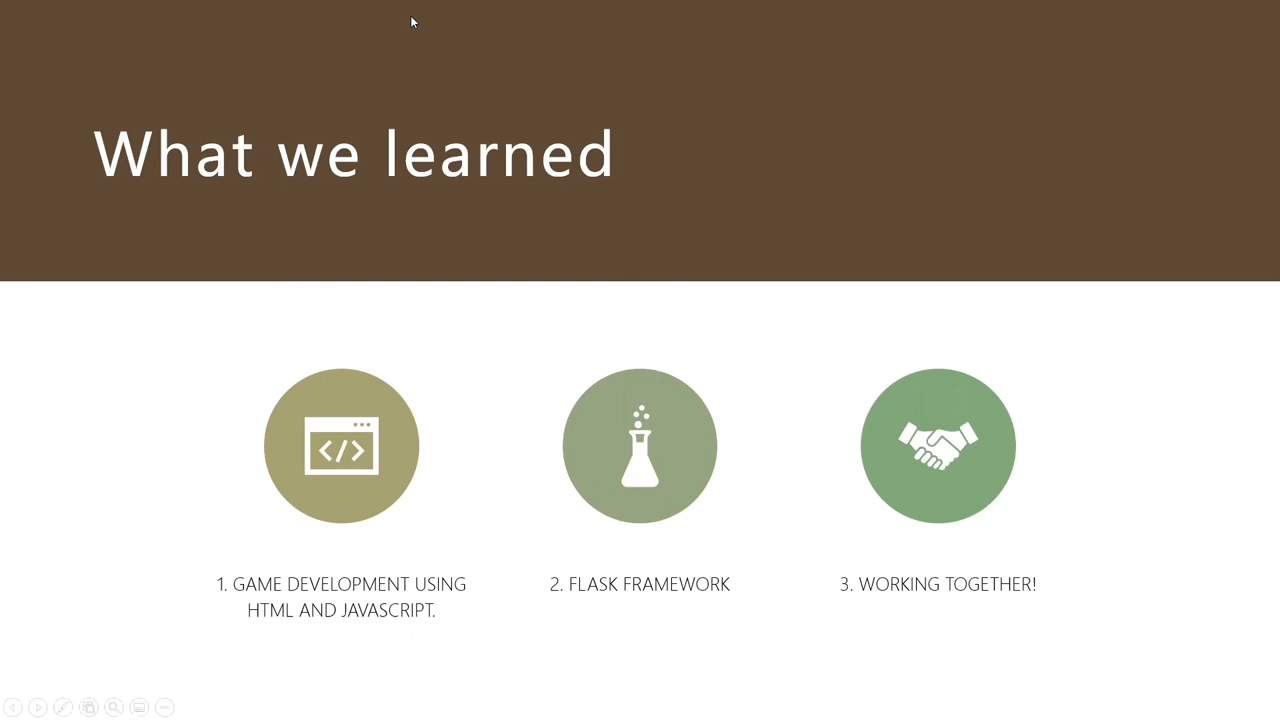 What we learned
</>
1. GAME DEVELOPMENT USING
HTML AND JAVASCRIPT.
2. FLASK FRAMEWORK
3. WORKING TOGETHER!